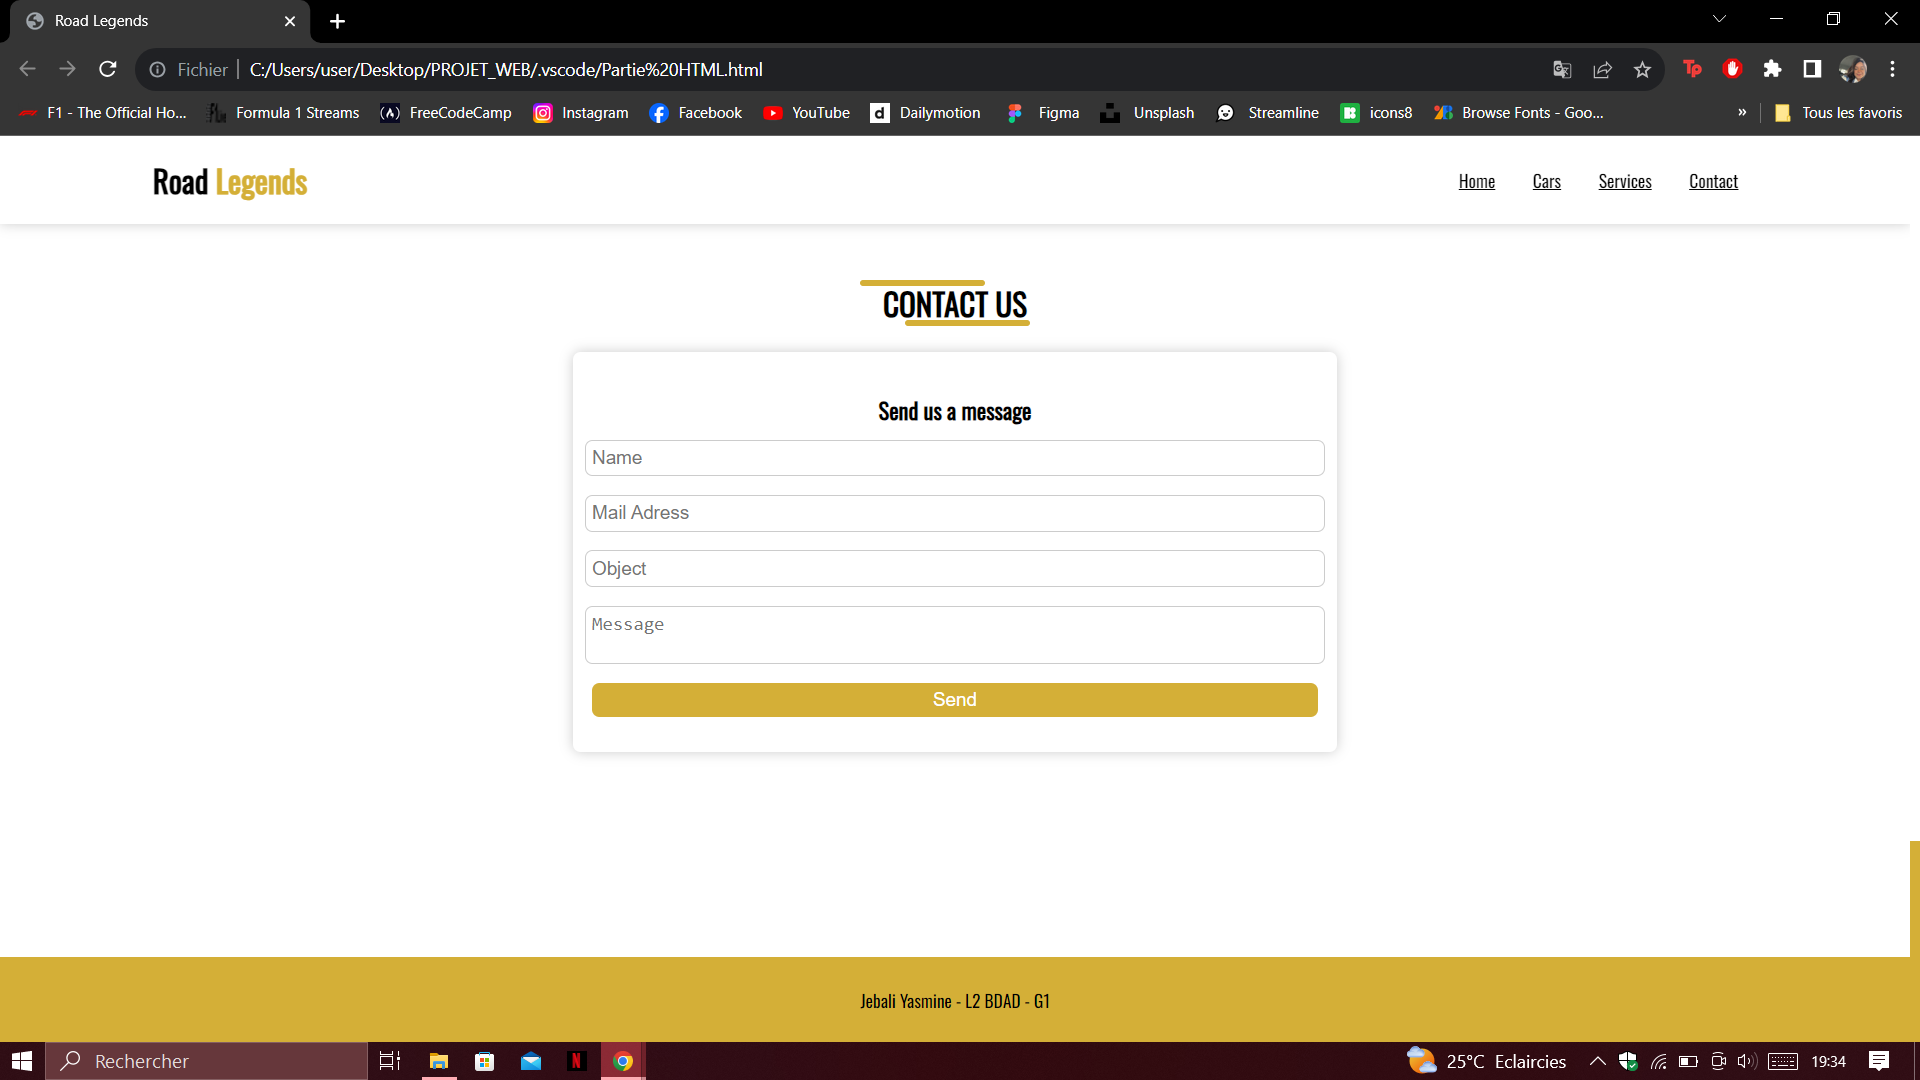 Road Legends
Fichier C:/Users/user/Desktop/PROJET_WEB/.vscode/Partie%20HTML.html
F1 - The Official Ho... Formula 1 Streams FreeCodeCamp Instagram Facebook YouTube Dailymotion Figma Unsplash Streamline icons8 Browse Fonts - Goo... » Tous les favoris
Road Legends Home Cars Services Contact
CONTACT US
Send us a message
Name
Mail Adress
Object
Message
Send
Jebali Yasmine - L2 BDAD - G1
Rechercher 25°C Eclaircies 19:34